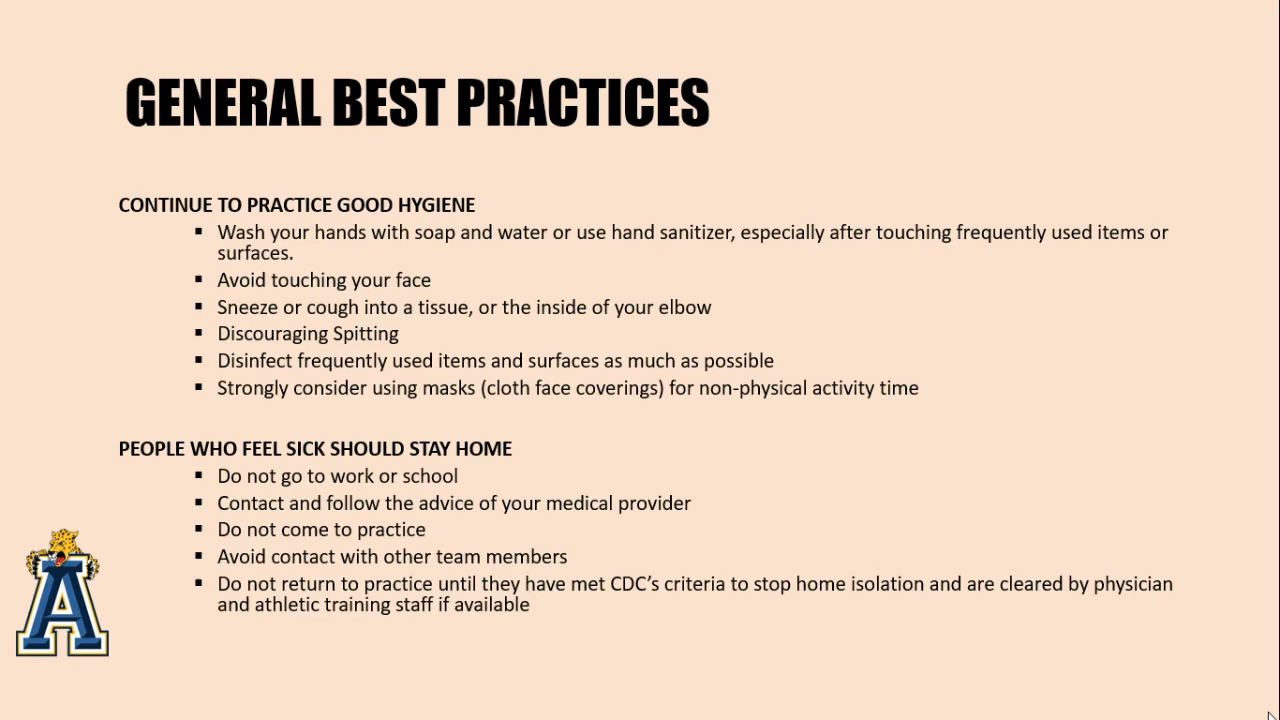 GENERAL BEST PRACTICES
CONTINUE TO PRACTICE GOOD HYGIENE
▪ Wash your hands with soap and water or use hand sanitizer, especially after touching frequently used items or
surfaces.
▪ Avoid touching your face
▪ Sneeze or cough into a tissue, or the inside of your elbow
▪ Discouraging Spitting
▪ Disinfect frequently used items and surfaces as much as possible
▪ Strongly consider using masks (cloth face coverings) for non-physical activity time
PEOPLE WHO FEEL SICK SHOULD STAY HOME
▪ Do not go to work or school
▪ Contact and follow the advice of your medical provider
▪ Do not come to practice
▪ Avoid contact with other team members
▪ Do not return to practice until they have met CDC’s criteria to stop home isolation and are cleared by physician
and athletic training staff if available
A